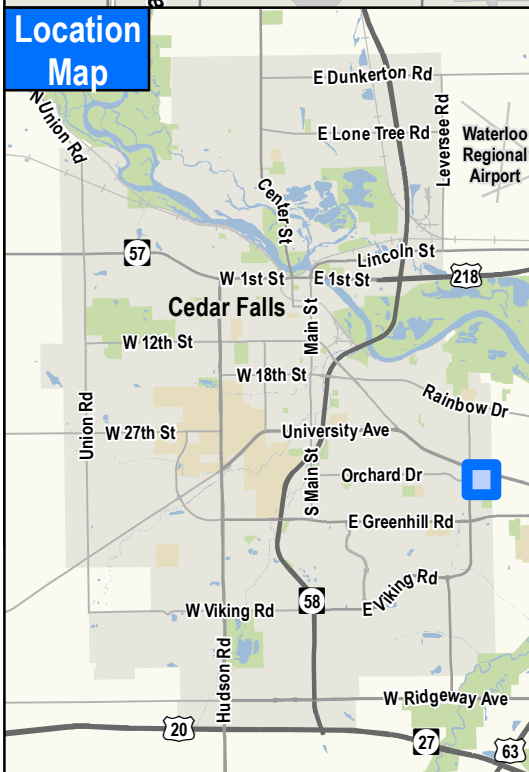 Location
Map
E Dunkerton Rd
N Union Rd
E Lone Tree Rd
Leversee Rd
Waterloo
Regional
Airport
Center St
57
Lincoln St
W 1st St
E 1st St
218
Cedar Falls
Main St
W 12th St
W 18th St
Rainbow Dr
Union Rd
W 27th St
University Ave
S Main St
Orchard Dr
E Greenhill Rd
E Viking Rd
58
W Viking Rd
Hudson Rd
W Ridgeway Ave
20
27
63